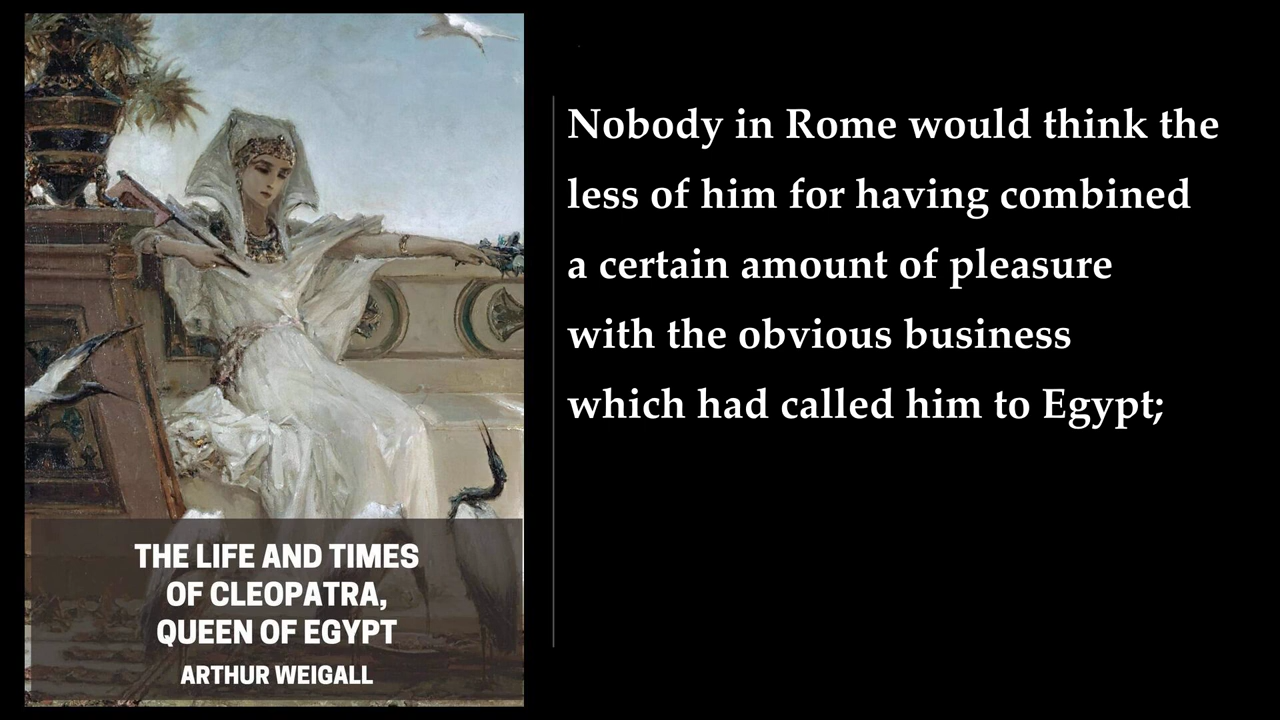 Nobody in Rome would think the
less of him for having combined
a certain amount of pleasure
with the obvious business
which had called him to Egypt;
THE LIFE AND TIMES
OF CLEOPATRA,
QUEEN OF EGYPT
ARTHUR WEIGALL